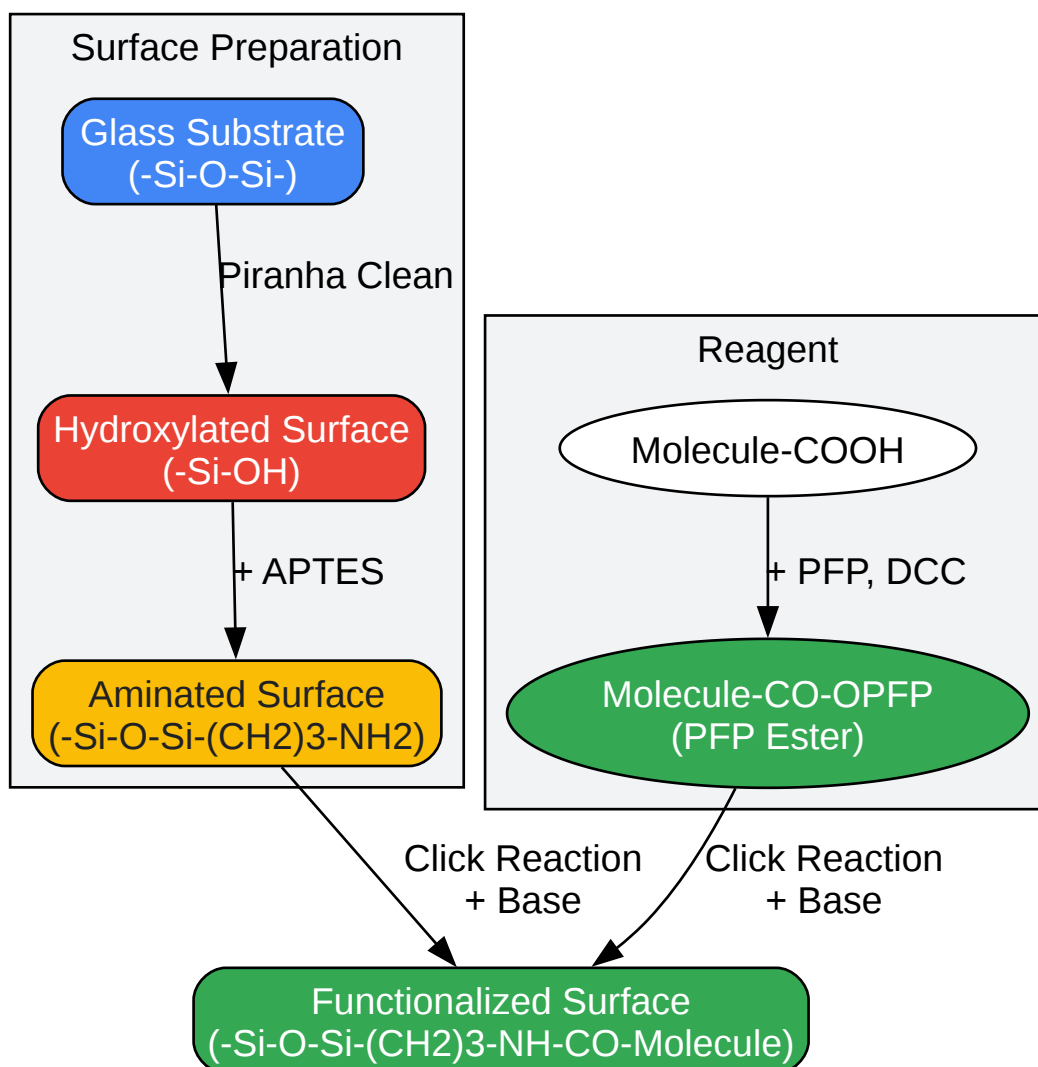 Surface Preparation
Glass Substrate
(-Si-O-Si-)
Piranha Clean
Hydroxylated Surface
(-Si-OH)
+ APTES
Aminated Surface
(-Si-O-Si-(CH2)3-NH2)
Reagent
Molecule-COOH
+ PFP, DCC
Molecule-CO-OPFP
(PFP Ester)
Click Reaction
+ Base
Click Reaction
+ Base
Functionalized Surface
(-Si-O-Si-(CH2)3-NH-CO-Molecule)